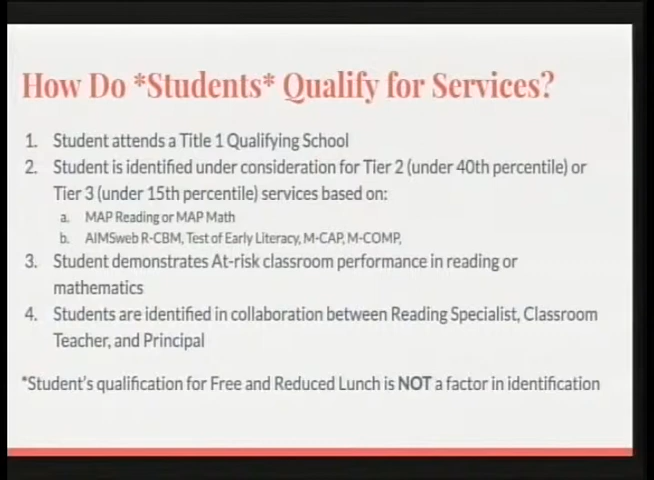 How Do *Students* Qualify for Services?
1. Student attends a Title 1 Qualifying School
2. Student is identified under consideration for Tier 2 (under 40th percentile) or
Tier 3 (under 15th percentile) services based on:
a. MAP Reading or MAP Math
b. AIMSweb R-CBM, Test of Early Literacy, M-CAP, M-COMP,
3. Student demonstrates At-risk classroom performance in reading or
mathematics
4. Students are identified in collaboration between Reading Specialist, Classroom
Teacher, and Principal
*Student's qualification for Free and Reduced Lunch is NOT a factor in identification